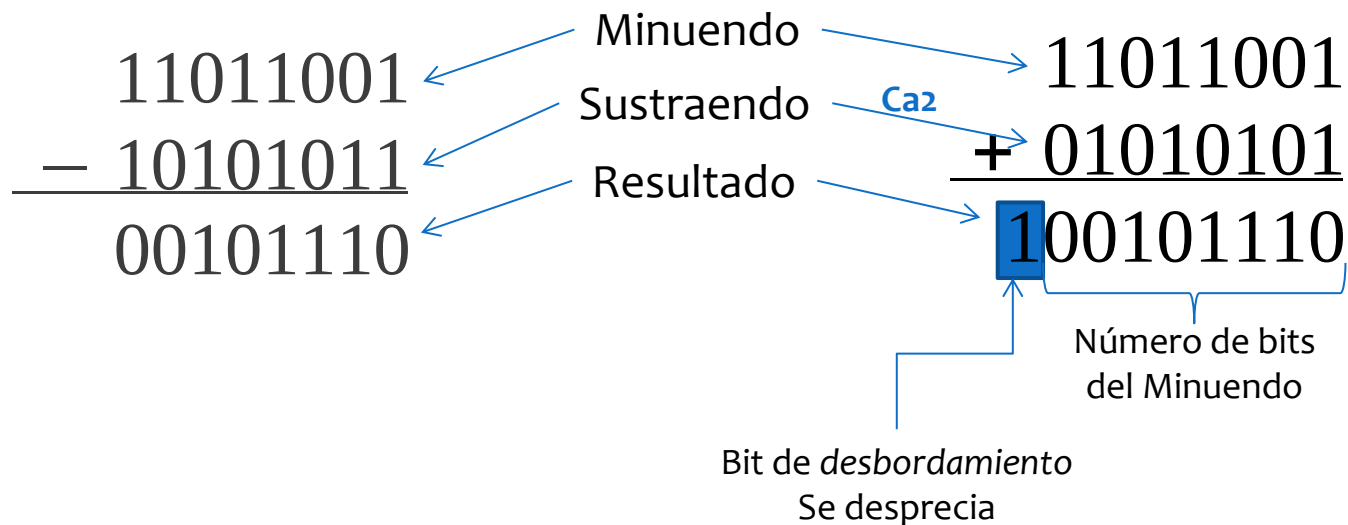 11011001
– 10101011
00101110
Minuendo
Sustraendo
Resultado
Ca2
11011001
+ 01010101
100101110
Número de bits
del Minuendo
Bit de desbordamiento
Se desprecia